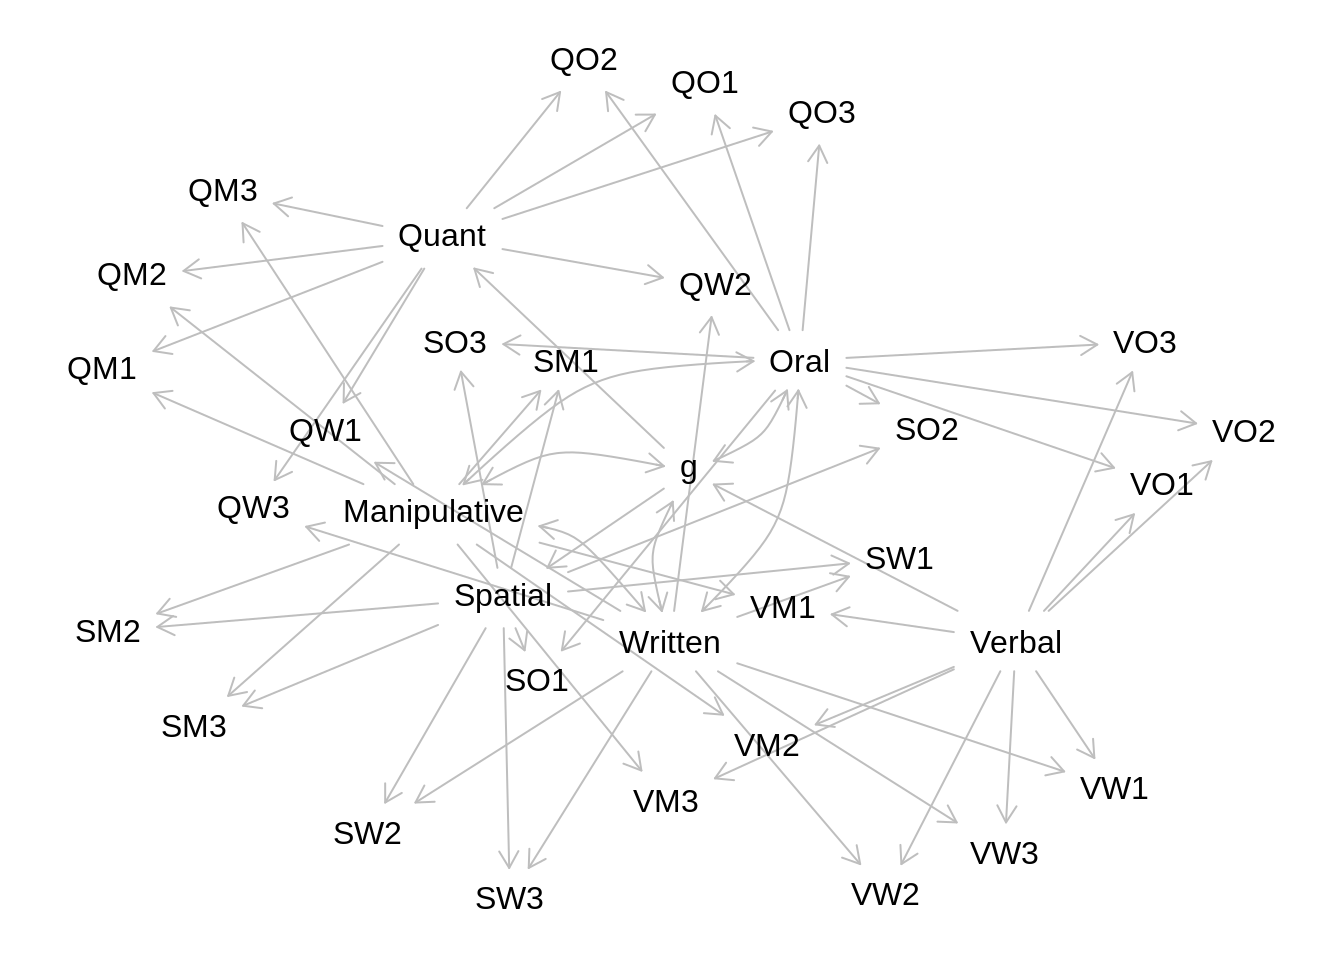 QO2
QO1
QO3
QM3
Quant
QM2
QW2
SO3
VO3
SM1
Oral
QM1
QW1
SO2
VO2
g
VO1
QW3
Manipulative
SW1
Spatial
VM1
SM2
Written
Verbal
SO1
SM3
VM2
VW1
VM3
SW2
VW3
VW2
SW3